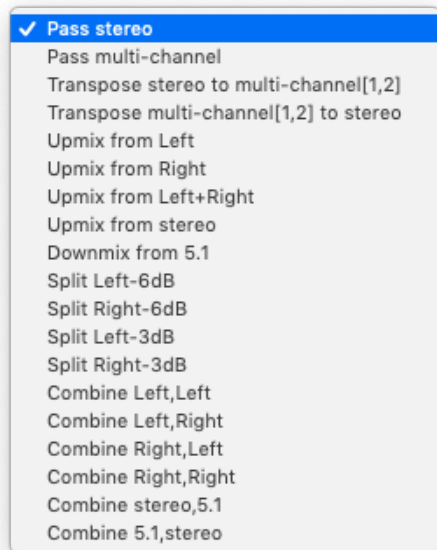 Pass stereo
Pass multi-channel
Transpose stereo to multi-channel[1,2]
Transpose multi-channel[1,2] to stereo
Upmix from Left
Upmix from Right
Upmix from Left+Right
Upmix from stereo
Downmix from 5.1
Split Left-6dB
Split Right-6dB
Split Left-3dB
Split Right-3dB
Combine Left,Left
Combine Left,Right
Combine Right,Left
Combine Right,Right
Combine stereo,5.1
Combine 5.1,stereo